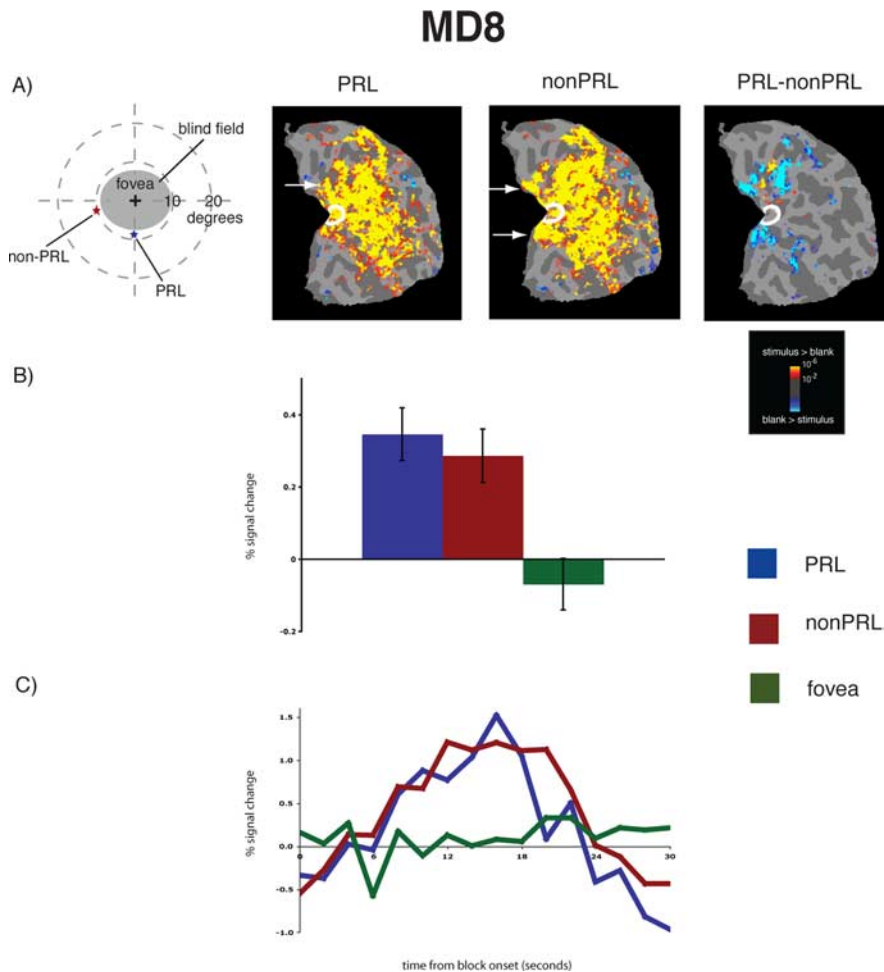 MD8
A)
PRL
nonPRL
PRL-nonPRL
blind field
fovea
10
20
degrees
non-PRL
PRL
stimulus > blank
10-6
10-2
blank > stimulus
B)
0.4
0.2
0
-0.2
% signal change
PRL
nonPRL
fovea
C)
1.5
1.0
0.5
0.0
-0.5
-1.0
% signal change
0 6 12 18 24 30
time from block onset (seconds)